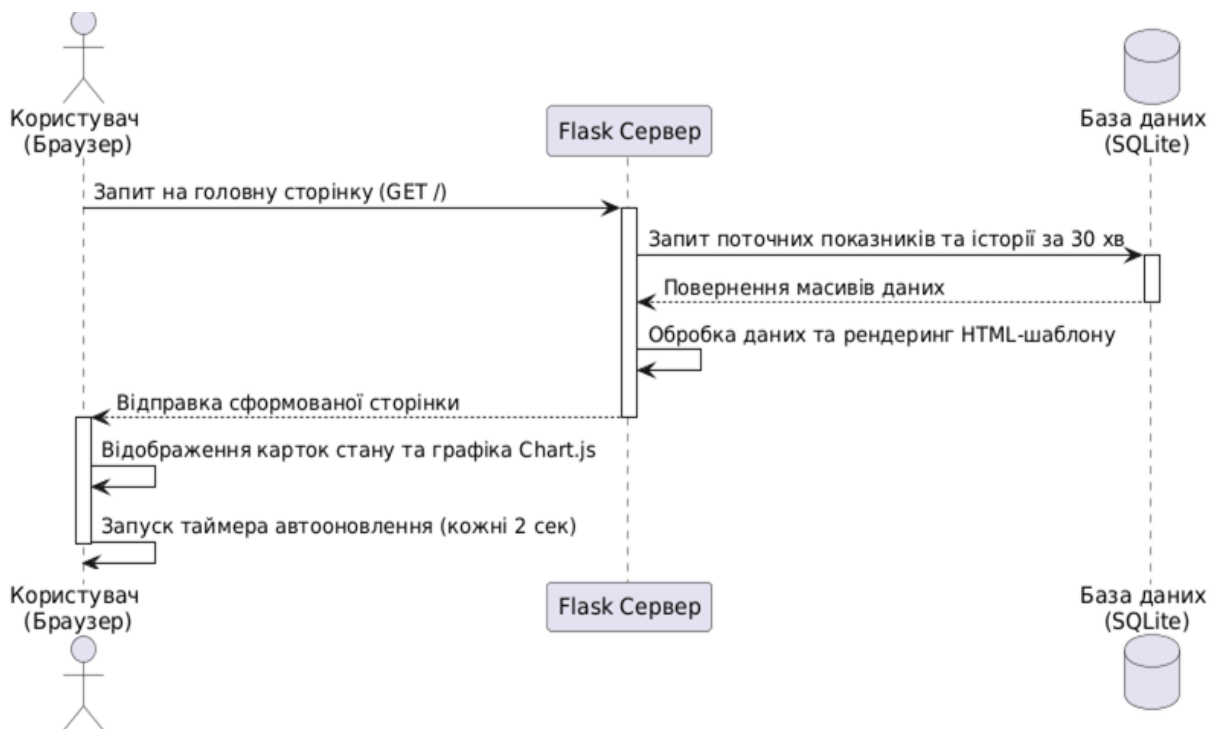 Користувач
(Браузер)
Flask Сервер
База даних
(SQLite)
Запит на головну сторінку (GET /)
Запит поточних показників та історії за 30 хв
Повернення масивів даних
Обробка даних та рендеринг HTML-шаблону
Відправка сформованої сторінки
Відображення карток стану та графіка Chart.js
Запуск таймера автооновлення (кожні 2 сек)
Користувач
(Браузер)
Flask Сервер
База даних
(SQLite)